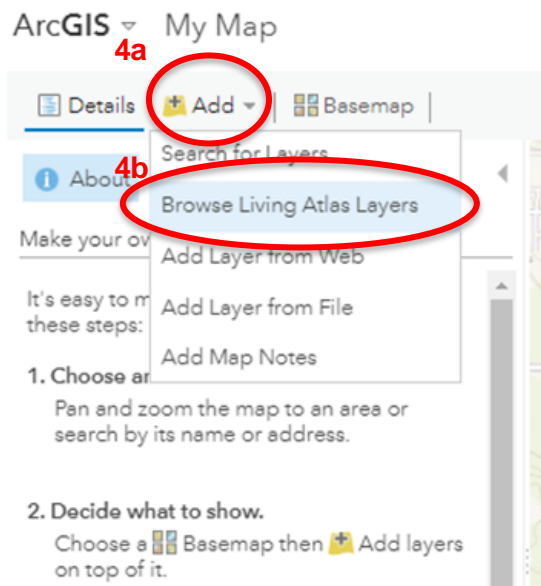 ArcGIS My Map
4a
Details Add Basemap
Search for Layers
4b
About
Browse Living Atlas Layers
Make your ov
Add Layer from Web
It's easy to m
these steps:
Add Layer from File
Add Map Notes
1. Choose ar
Pan and zoom the map to an area or
search by its name or address.
2. Decide what to show.
Choose a Basemap then Add layers
on top of it.